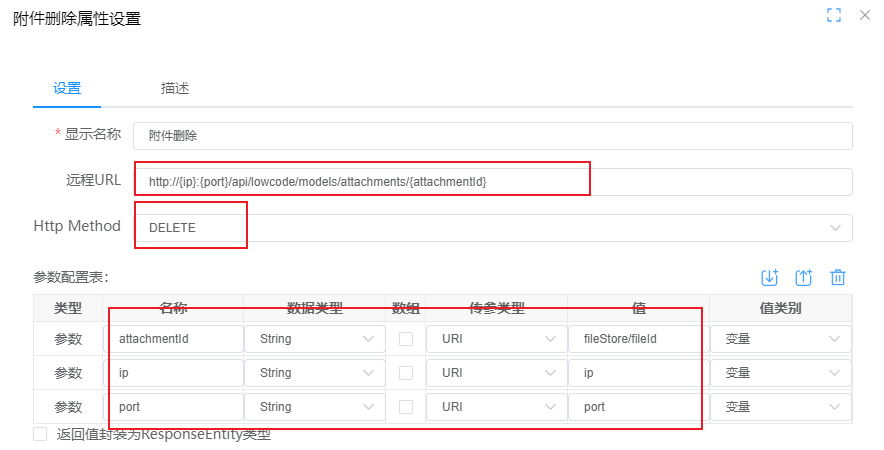 附件删除属性设置
设置 描述
* 显示名称 附件删除
远程URL http://{ip}:{port}/api/lowcode/models/attachments/{attachmentId}
Http Method DELETE
参数配置表：
类型 名称 数据类型 数组 传参类型 值 值类别
参数 attachmentId String URI fileStore/fileId 变量
参数 ip String URI ip 变量
参数 port String URI port 变量
返回值封装为ResponseEntity类型